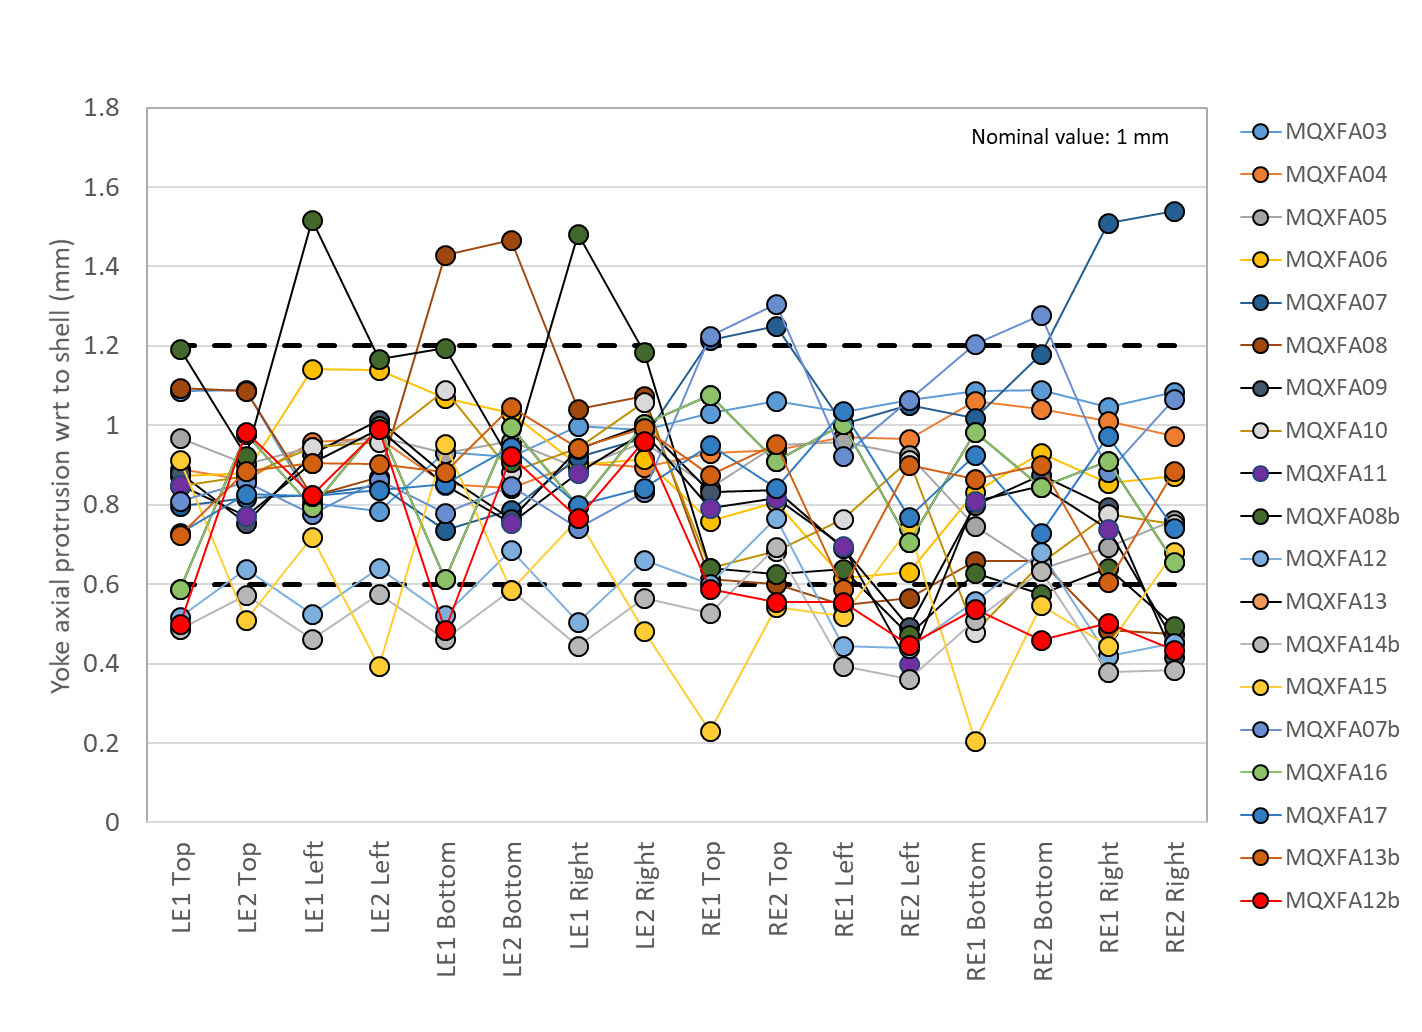 Nominal value: 1 mm
Yoke axial protrusion wrt to shell (mm)
1.8
1.6
1.4
1.2
1
0.8
0.6
0.4
0.2
0
LE1 Top
LE2 Top
LE1 Left
LE2 Left
LE1 Bottom
LE2 Bottom
LE1 Right
LE2 Right
RE1 Top
RE2 Top
RE1 Left
RE2 Left
RE1 Bottom
RE2 Bottom
RE1 Right
RE2 Right
MQXFA03
MQXFA04
MQXFA05
MQXFA06
MQXFA07
MQXFA08
MQXFA09
MQXFA10
MQXFA11
MQXFA08b
MQXFA12
MQXFA13
MQXFA14b
MQXFA15
MQXFA07b
MQXFA16
MQXFA17
MQXFA13b
MQXFA12b